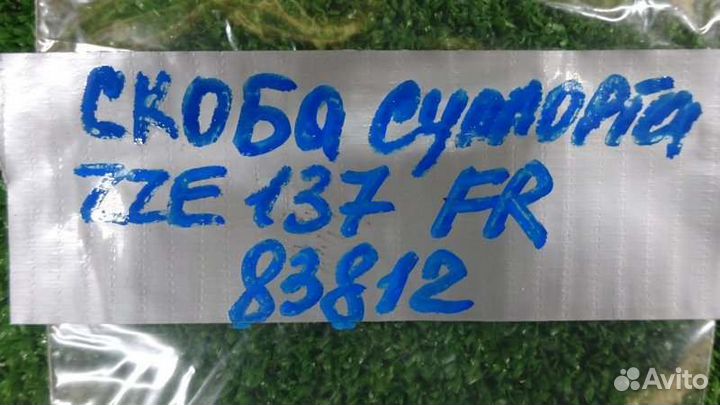 СКОБА СУППОРТА
ZZE 137 FR
83812
Avito